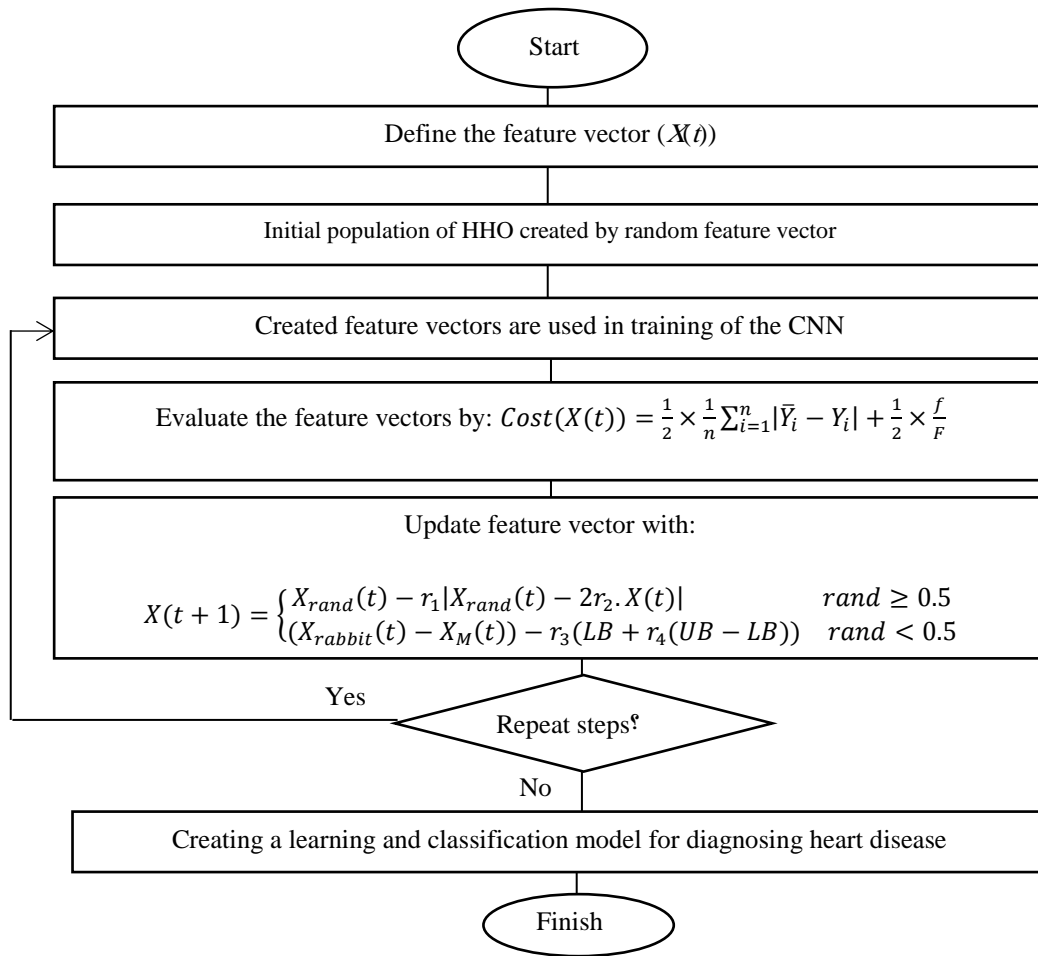 Start
Define the feature vector (X(t))
Initial population of HHO created by random feature vector
Created feature vectors are used in training of the CNN
Evaluate the feature vectors by: Cost(X(t)) = 1/2 × 1/n ∑_{i=1}^{n}|Ȳ_i − Y_i| + 1/2 × f/F
Update feature vector with:
X(t + 1) = { X_rand(t) − r_1|X_rand(t) − 2r_2. X(t)| rand ≥ 0.5
(X_rabbit(t) − X_M(t)) − r_3(LB + r_4(UB − LB)) rand < 0.5
Yes
Repeat steps؟
No
Creating a learning and classification model for diagnosing heart disease
Finish